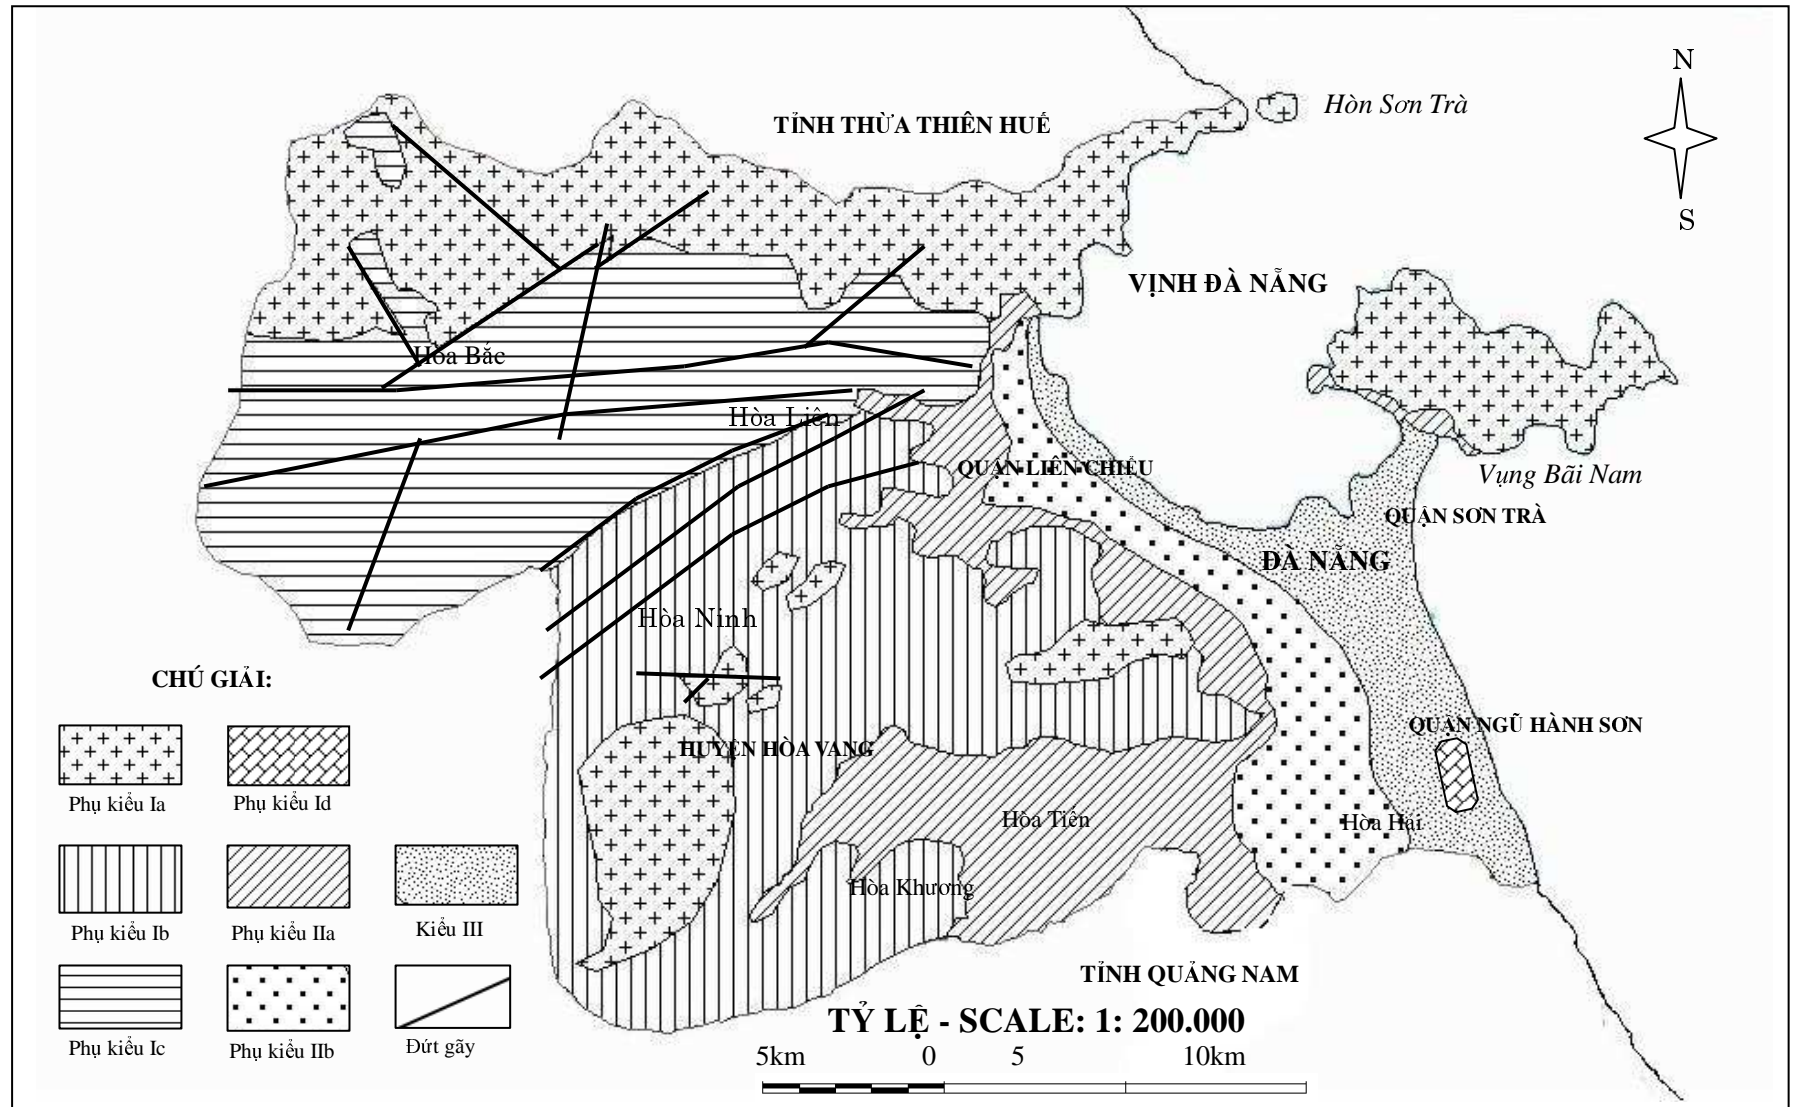 N
Hòn Sơn Trà
TỈNH THỪA THIÊN HUẾ
S
VỊNH ĐÀ NẴNG
Hòa Bắc
Hòa Liên
QUẬN LIÊN CHIỂU
Vụng Bãi Nam
QUẬN SƠN TRÀ
ĐÀ NẴNG
Hòa Ninh
CHÚ GIẢI:
QUẬN NGŨ HÀNH SƠN
HUYỆN HÒA VANG
Phụ kiểu Ia
Phụ kiểu Id
Hòa Tiến
Hòa Hải
Hòa Khương
Phụ kiểu Ib
Phụ kiểu IIa
Kiểu III
TỈNH QUẢNG NAM
TỶ LỆ - SCALE: 1: 200.000
Phụ kiểu Ic
Phụ kiểu IIb
Đứt gãy
5km 0 5 10km